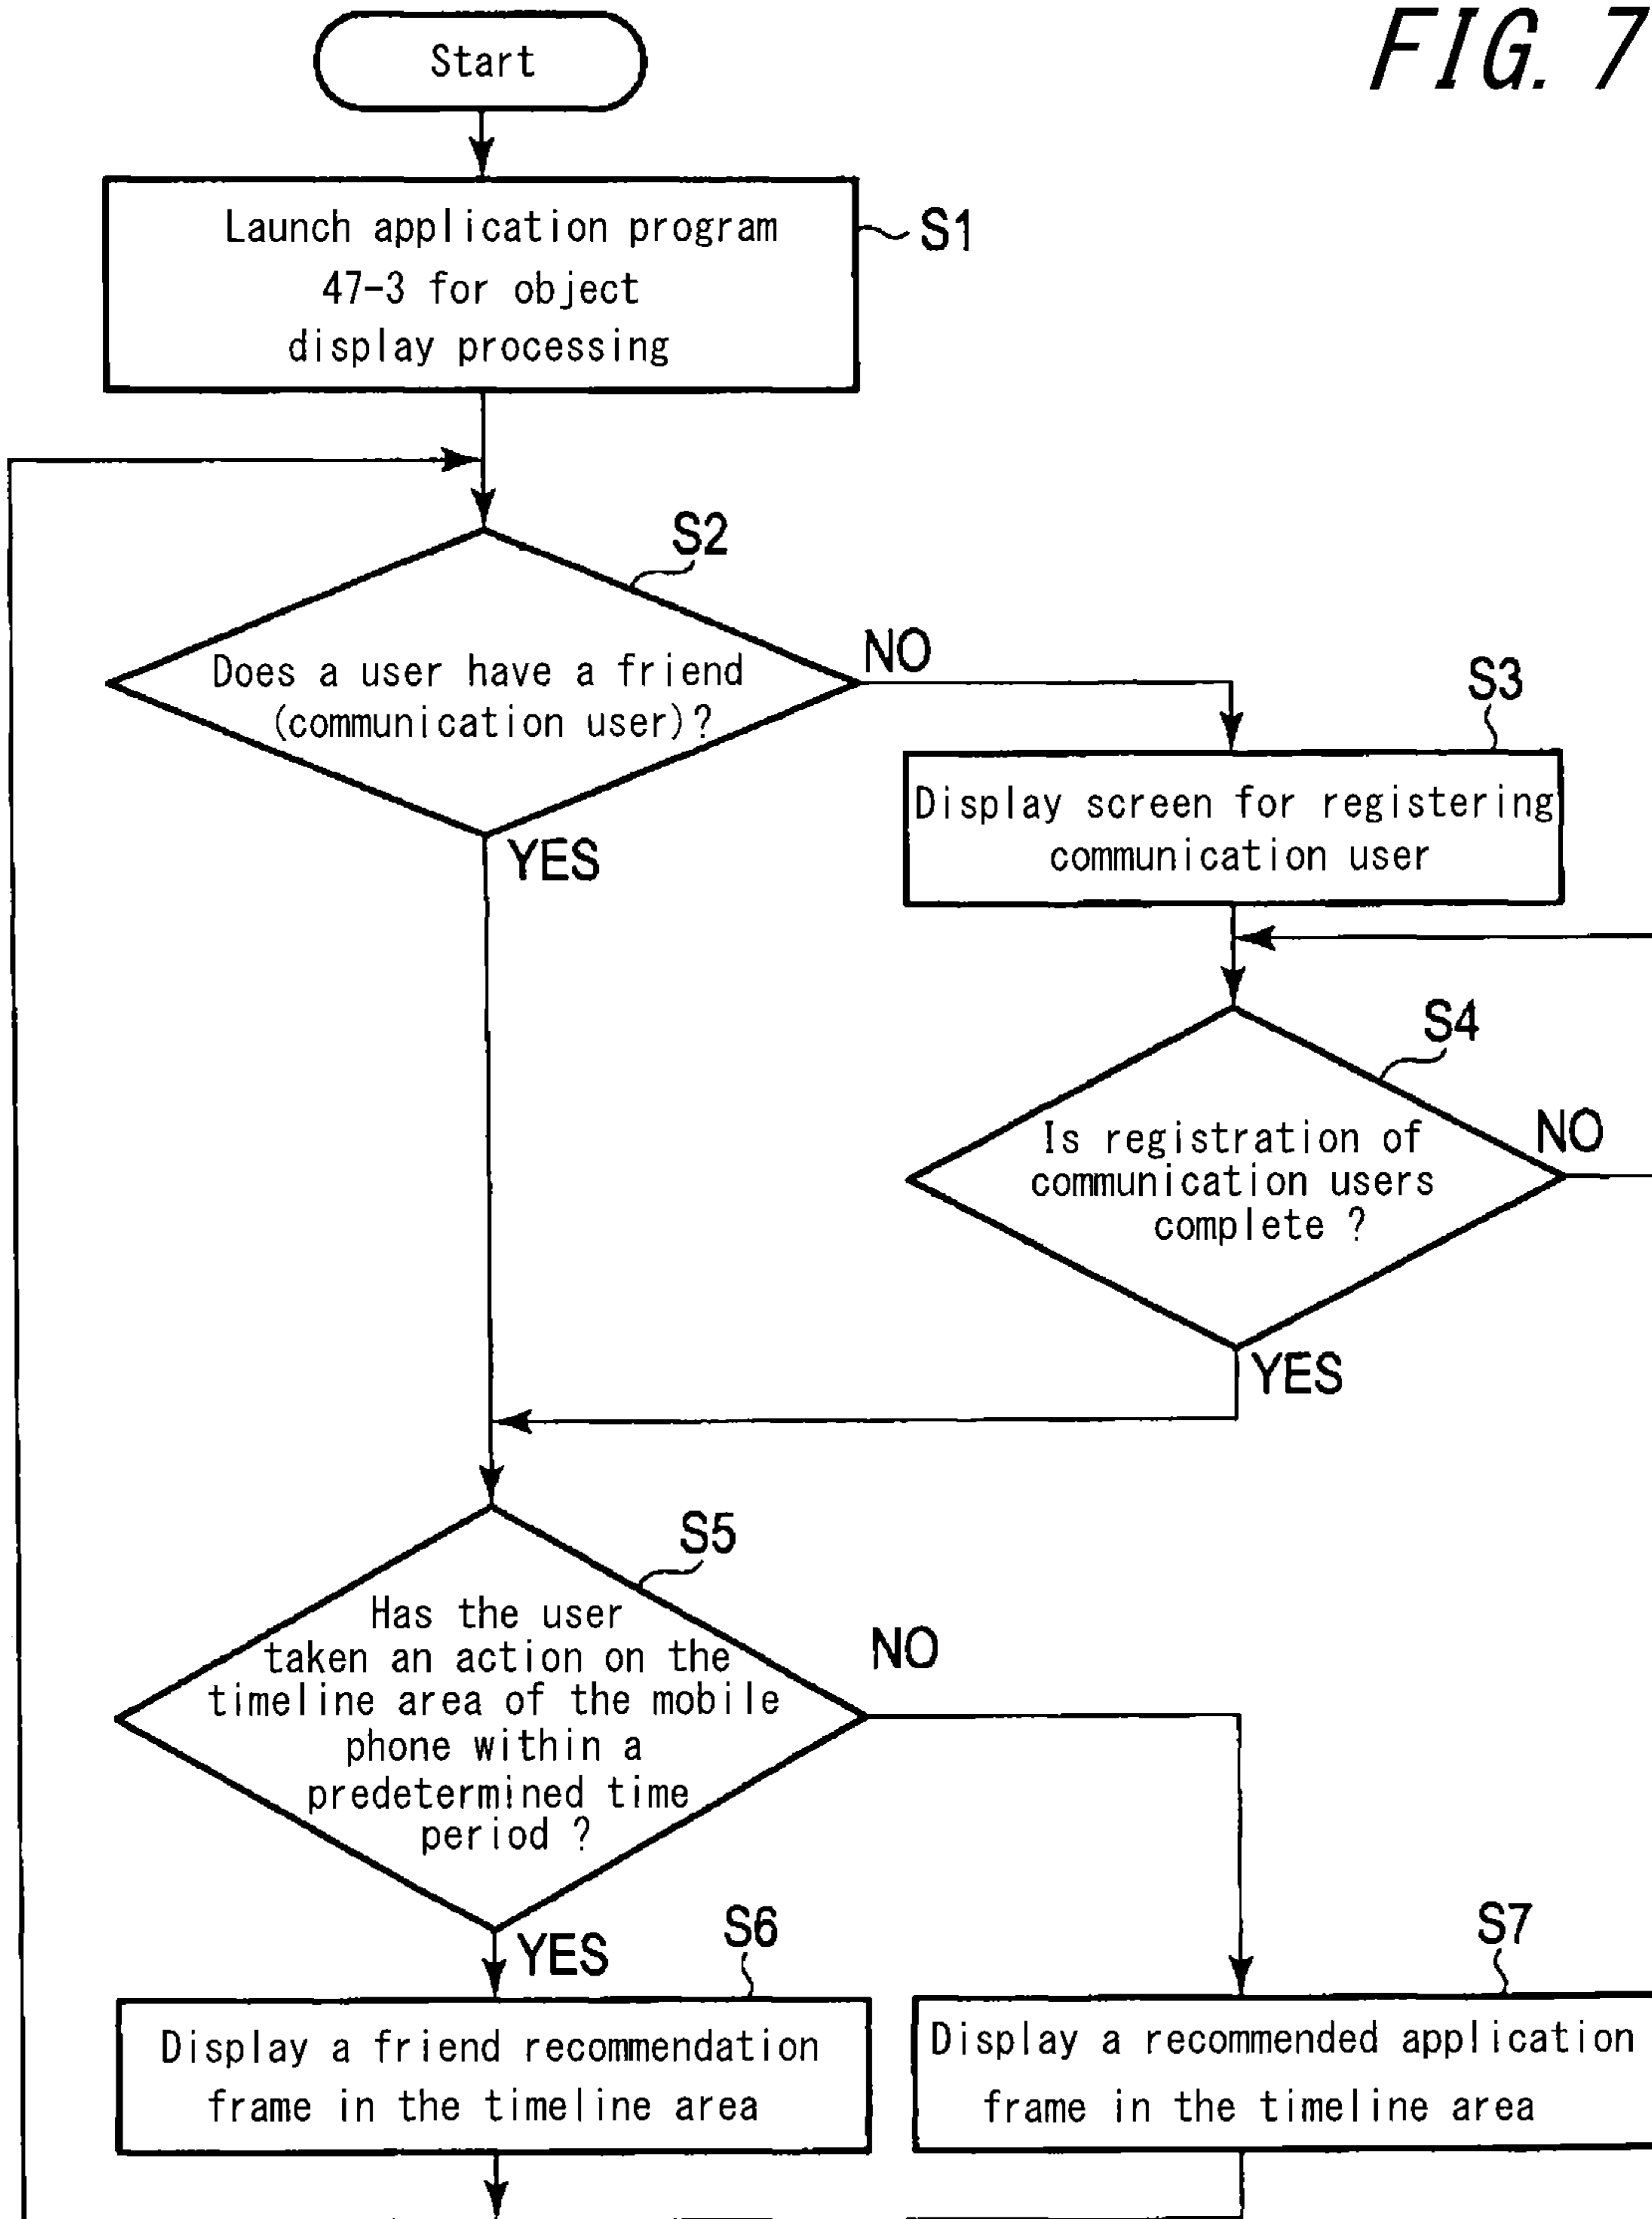 FIG. 7
Start
Launch application program
47-3 for object
display processing
S1
S2
Does a user have a friend
(communication user)?
NO
YES
S3
Display screen for registering
communication user
S4
Is registration of
communication users
complete ?
NO
YES
S5
Has the user
taken an action on the
timeline area of the mobile
phone within a
predetermined time
period ?
NO
YES
S6
Display a friend recommendation
frame in the timeline area
S7
Display a recommended application
frame in the timeline area